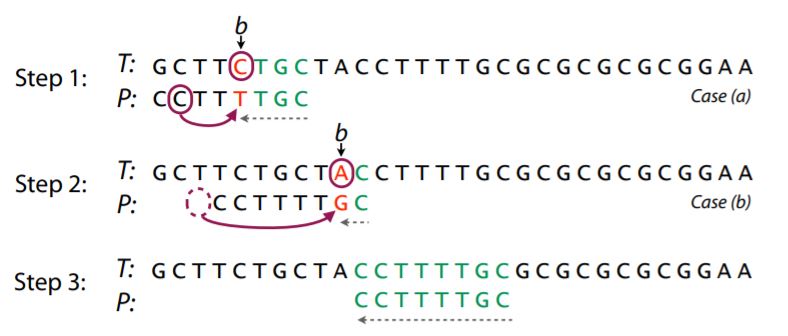 b
Step 1: T: G C T T C T G C T A C C T T T T G C G C G C G C G C G G A A
P: C C T T T T G C Case (a)
b
Step 2: T: G C T T C T G C T A C C T T T T G C G C G C G C G C G G A A
P: C C T T T T G C Case (b)
Step 3: T: G C T T C T G C T A C C T T T T G C G C G C G C G C G G A A
P: C C T T T T G C